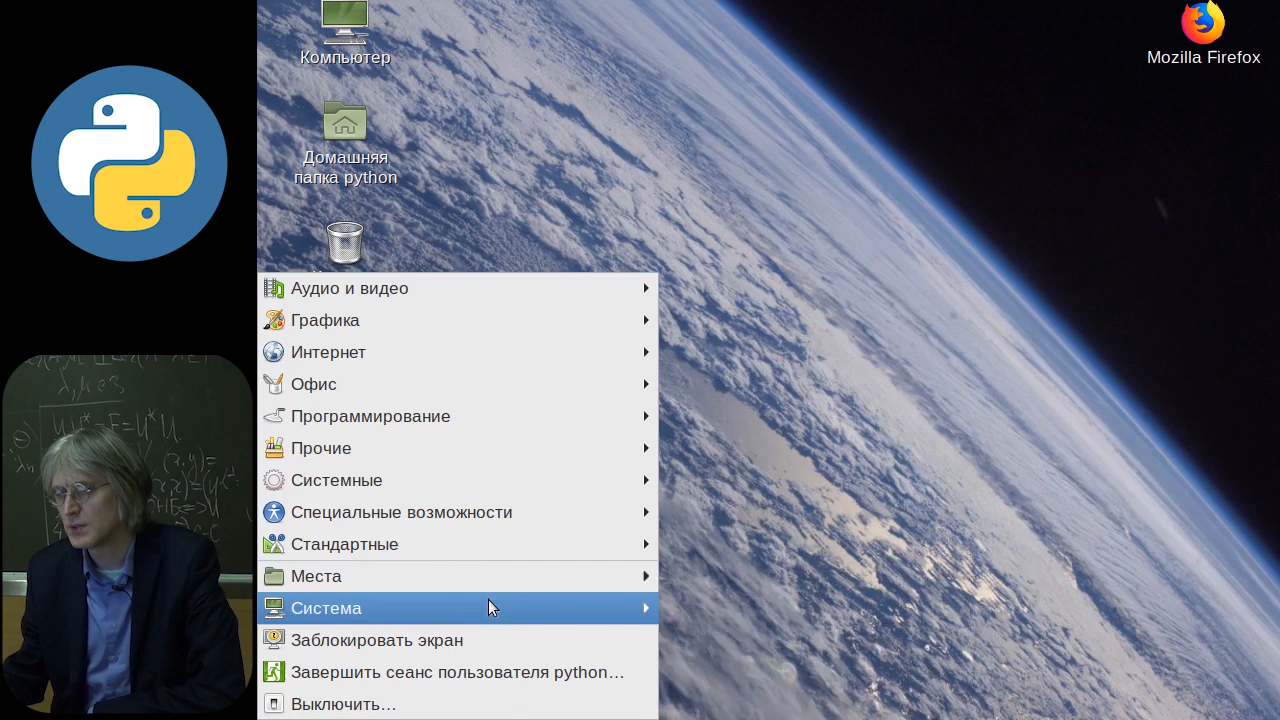 Компьютер
Mozilla Firefox
Домашняя
папка python
Аудио и видео
Графика
Интернет
Офис
Программирование
Прочие
Системные
Специальные возможности
Стандартные
Места
Система
Заблокировать экран
Завершить сеанс пользователя python…
Выключить…